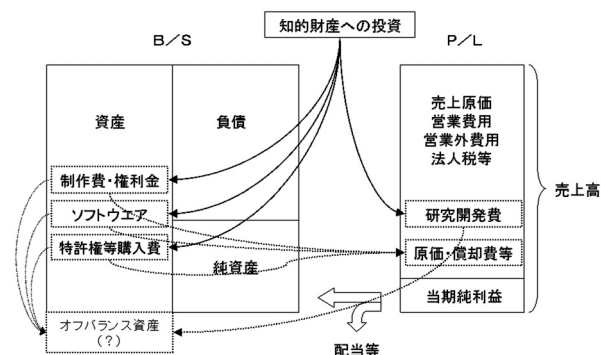 知的財産への投資
B／S
P／L
資産
負債
売上原価
営業費用
営業外費用
法人税等
制作費・権利金
ソフトウエア
特許権等購入費
純資産
研究開発費
原価・償却費等
当期純利益
売上高
オフバランス資産
（？）
配当等